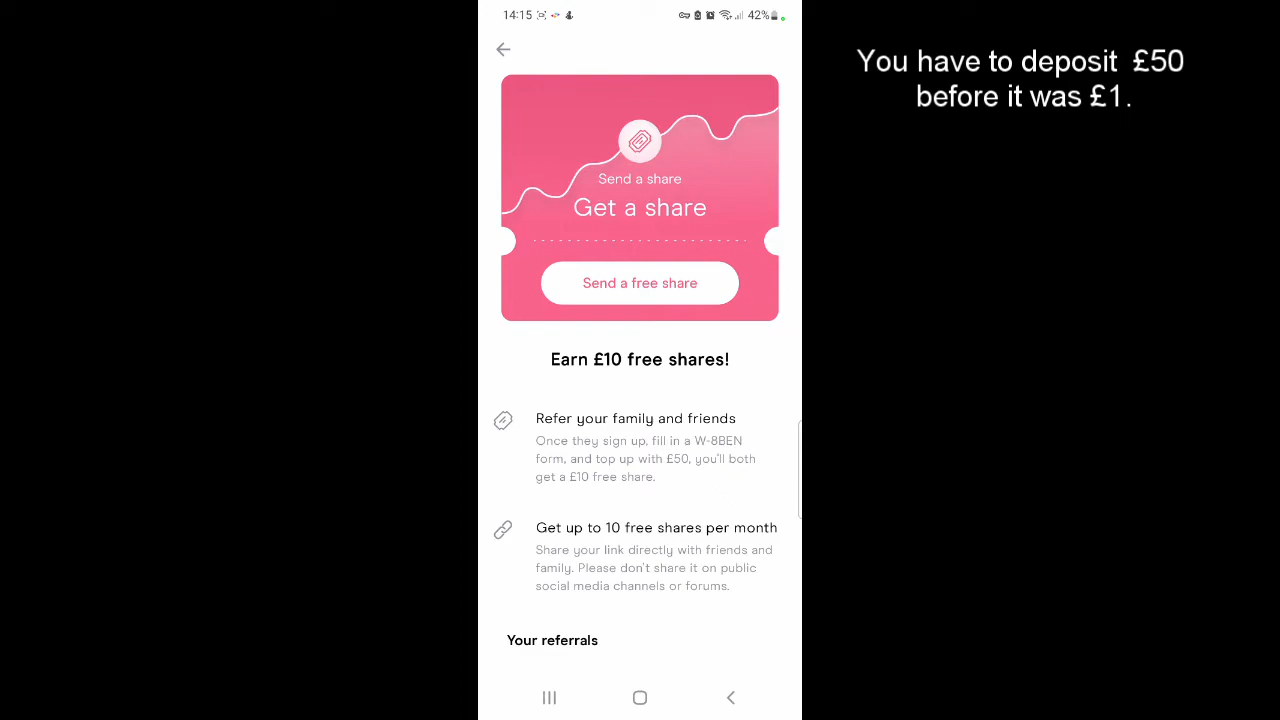 14:15
42%
You have to deposit £50
before it was £1.
Send a share
Get a share
Send a free share
Earn £10 free shares!
Refer your family and friends
Once they sign up, fill in a W-8BEN
form, and top up with £50, you'll both
get a £10 free share.
Get up to 10 free shares per month
Share your link directly with friends and
family. Please don't share it on public
social media channels or forums.
Your referrals